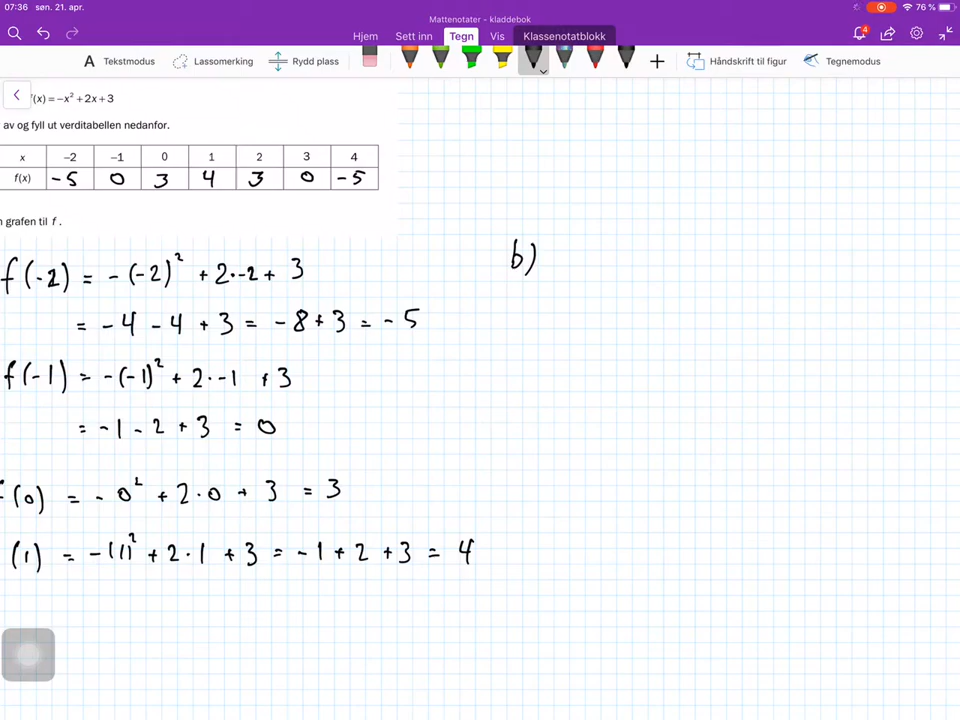 07:36 søn. 21. apr.
76 %
Mattenotater - kladdebok
Hjem Sett inn Tegn Vis Klassenotatblokk
4
A Tekstmodus Lassomerking Rydd plass Håndskrift til figur Tegnemodus
(x) = −x² + 2x + 3
av og fyll ut verditabellen nedanfor.
x −2 −1 0 1 2 3 4
f(x) -5 0 3 4 3 0 -5
n grafen til f .
b)
f(-2) = -(-2)² + 2·-2 + 3
= -4 - 4 + 3 = -8 + 3 = -5
f(-1) = -(-1)² + 2·-1 + 3
= -1 - 2 + 3 = 0
f(0) = -0² + 2·0 + 3 = 3
(1) = -(1)² + 2·1 + 3 = -1 + 2 + 3 = 4